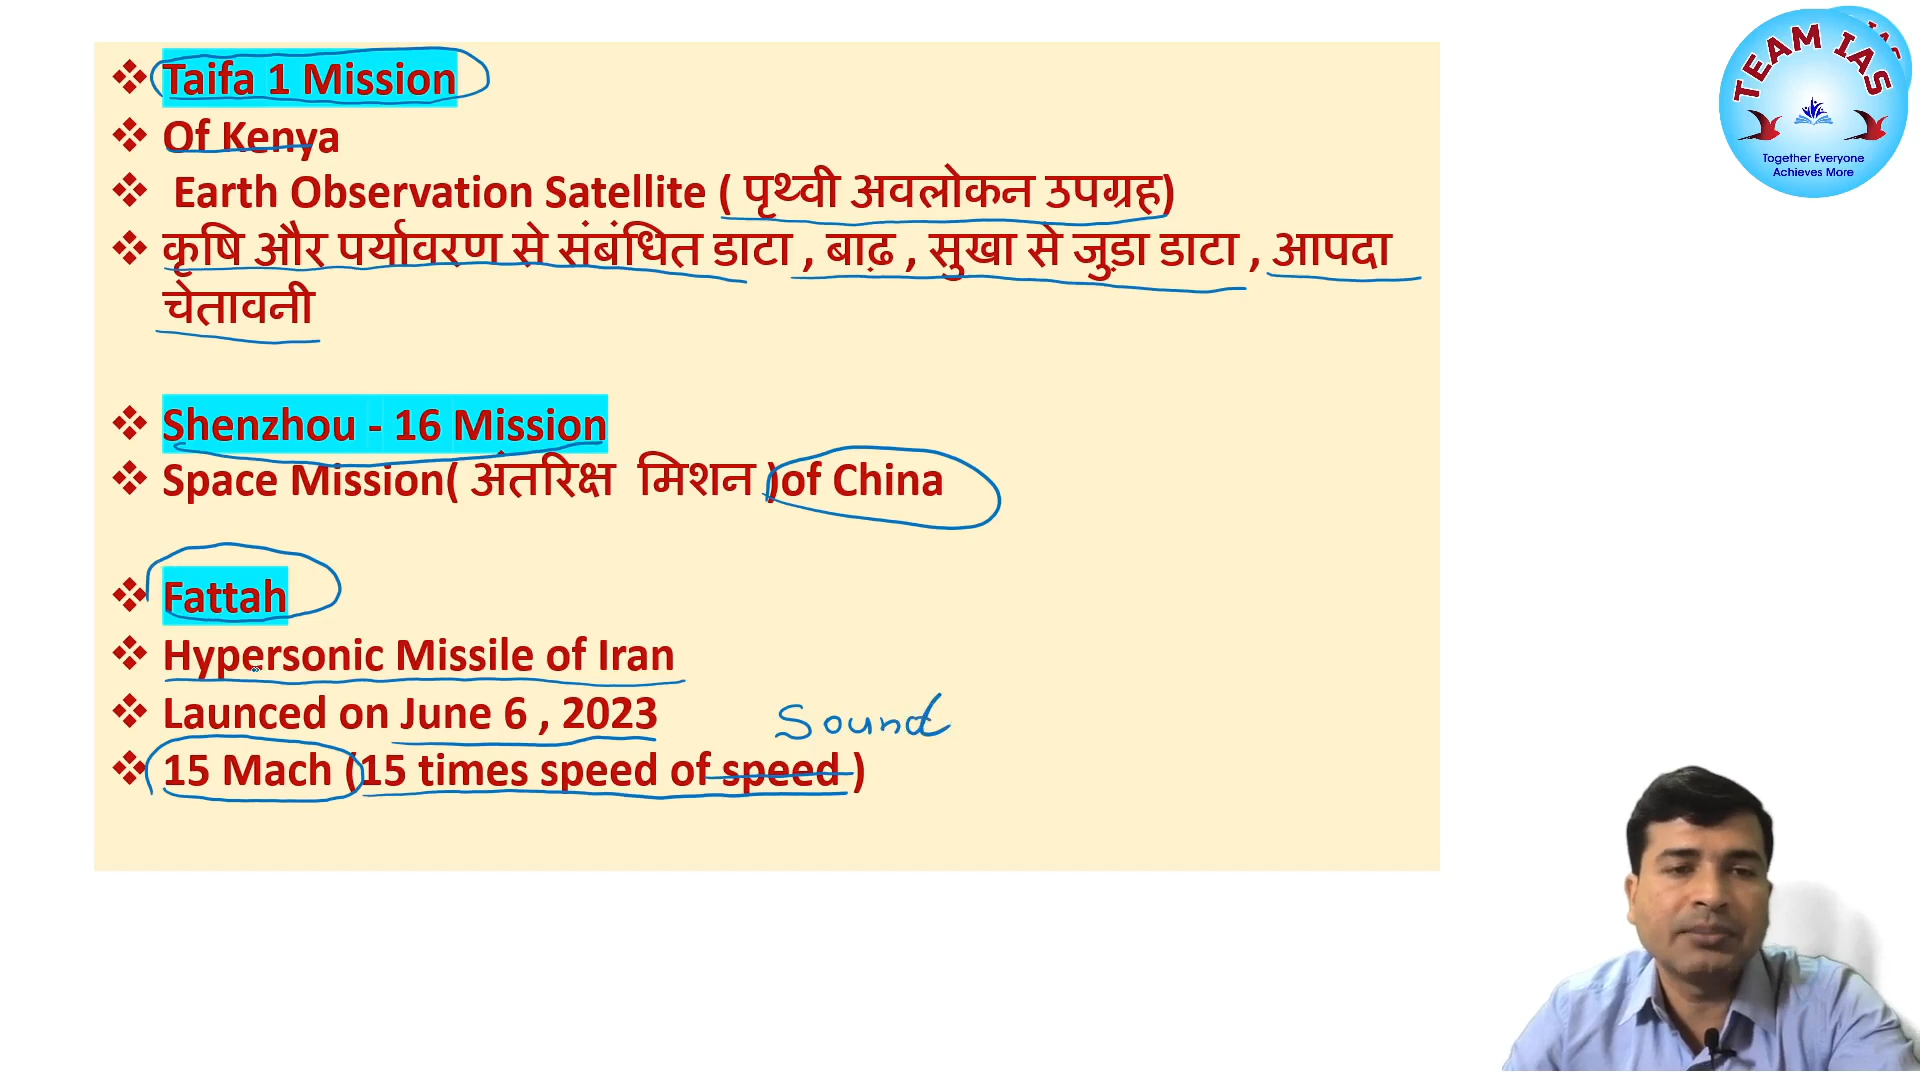 ❖ Taifa 1 Mission
❖ Of Kenya
❖ Earth Observation Satellite ( पृथ्वी अवलोकन उपग्रह)
❖ कृषि और पर्यावरण से संबंधित डाटा , बाढ़ , सुखा से जुड़ा डाटा , आपदा
चेतावनी
❖ Shenzhou - 16 Mission
❖ Space Mission( अंतरिक्ष मिशन )of China
❖ Fattah
❖ Hypersonic Missile of Iran
❖ Launced on June 6 , 2023
Sound
❖ 15 Mach (15 times speed of speed )
TEAM IAS
Together Everyone
Achieves More